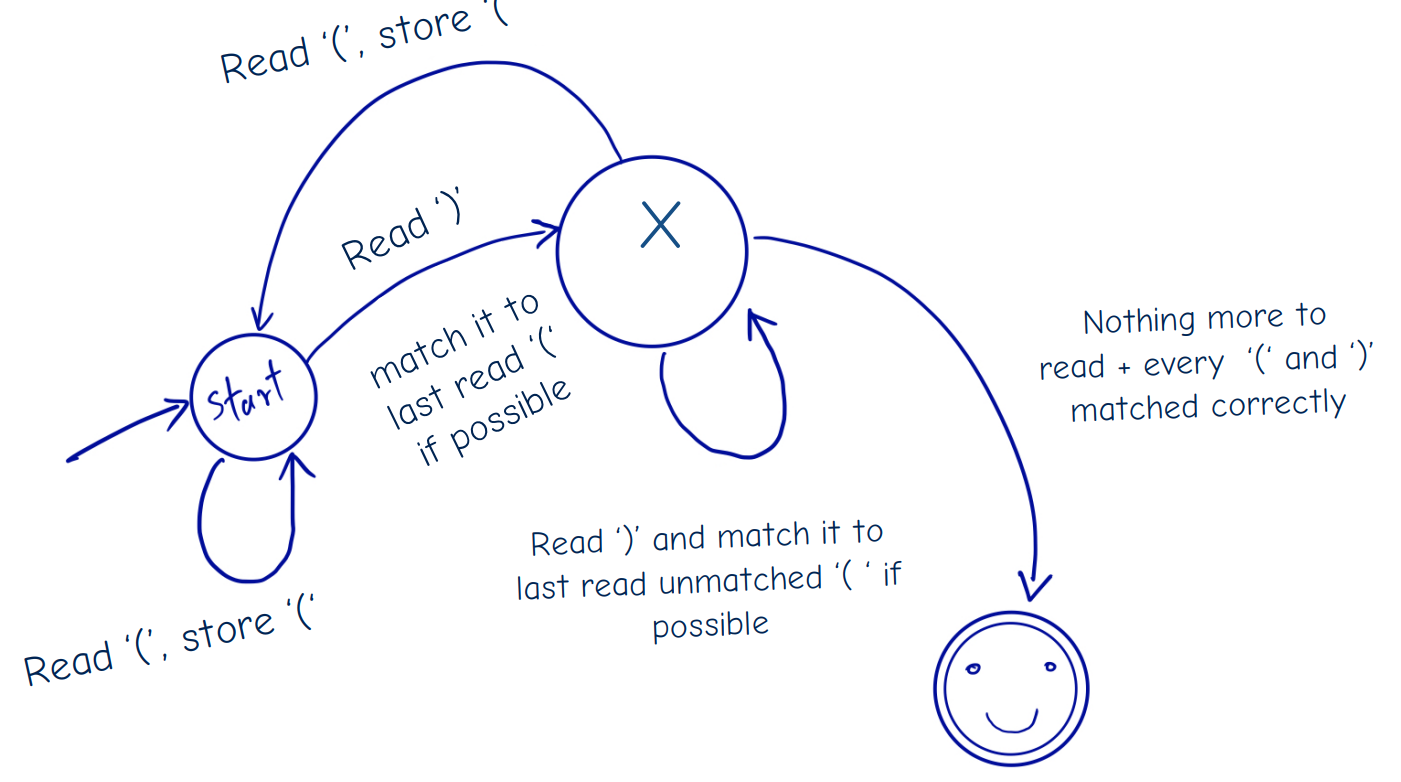 Read ‘(’, store ‘(
Read ‘)’
X
match it to
last read ‘(‘
if possible
start
Nothing more to
read + every ‘(‘ and ‘)’
matched correctly
Read ‘)’ and match it to
last read unmatched ‘( ‘ if
possible
Read ‘(’, store ‘(‘